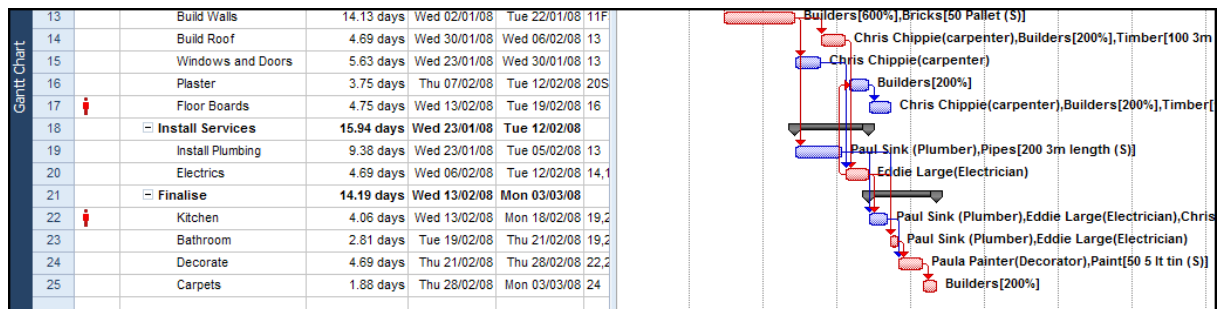 Gantt Chart
13 Build Walls 14.13 days Wed 02/01/08 Tue 22/01/08 11F Builders[600%],Bricks[50 Pallet (S)]
14 Build Roof 4.69 days Wed 30/01/08 Wed 06/02/08 13 Chris Chippie(carpenter),Builders[200%],Timber[100 3m
15 Windows and Doors 5.63 days Wed 23/01/08 Wed 30/01/08 13 Chris Chippie(carpenter)
16 Plaster 3.75 days Thu 07/02/08 Tue 12/02/08 20S Builders[200%]
17 Floor Boards 4.75 days Wed 13/02/08 Tue 19/02/08 16 Chris Chippie(carpenter),Builders[200%],Timber[
18 Install Services 15.94 days Wed 23/01/08 Tue 12/02/08
19 Install Plumbing 9.38 days Wed 23/01/08 Tue 05/02/08 13 Paul Sink (Plumber),Pipes[200 3m length (S)]
20 Electrics 4.69 days Wed 06/02/08 Tue 12/02/08 14,1 Eddie Large(Electrician)
21 Finalise 14.19 days Wed 13/02/08 Mon 03/03/08
22 Kitchen 4.06 days Wed 13/02/08 Mon 18/02/08 19,2 Paul Sink (Plumber),Eddie Large(Electrician),Chris
23 Bathroom 2.81 days Tue 19/02/08 Thu 21/02/08 19,2 Paul Sink (Plumber),Eddie Large(Electrician)
24 Decorate 4.69 days Thu 21/02/08 Thu 28/02/08 22,2 Paula Painter(Decorator),Paint[50 5 lt tin (S)]
25 Carpets 1.88 days Thu 28/02/08 Mon 03/03/08 24 Builders[200%]